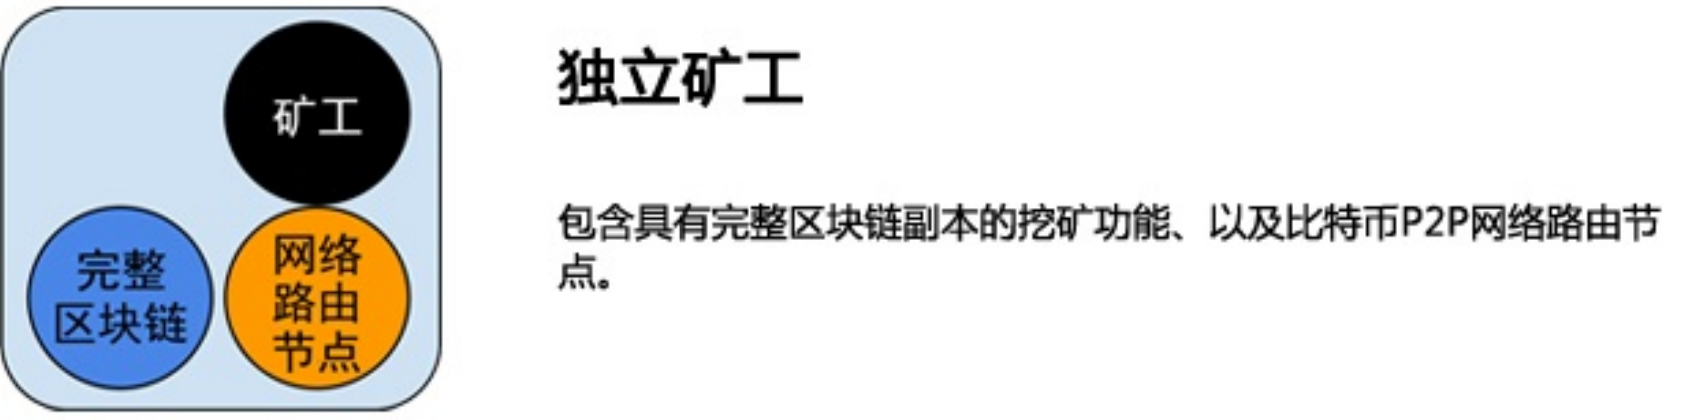 矿工
完整
区块链
网络
路由
节点
独立矿工
包含具有完整区块链副本的挖矿功能、以及比特币P2P网络路由节
点。